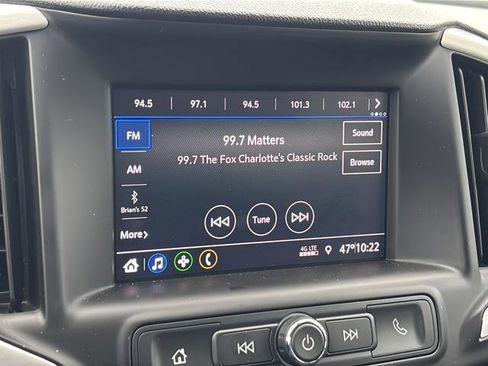 94.5 97.1 94.5 101.3 102.1
FM
99.7 Matters
Sound
99.7 The Fox Charlotte's Classic Rock
Browse
AM
Brian's S2
Tune
More
4G LTE
47° 10:22